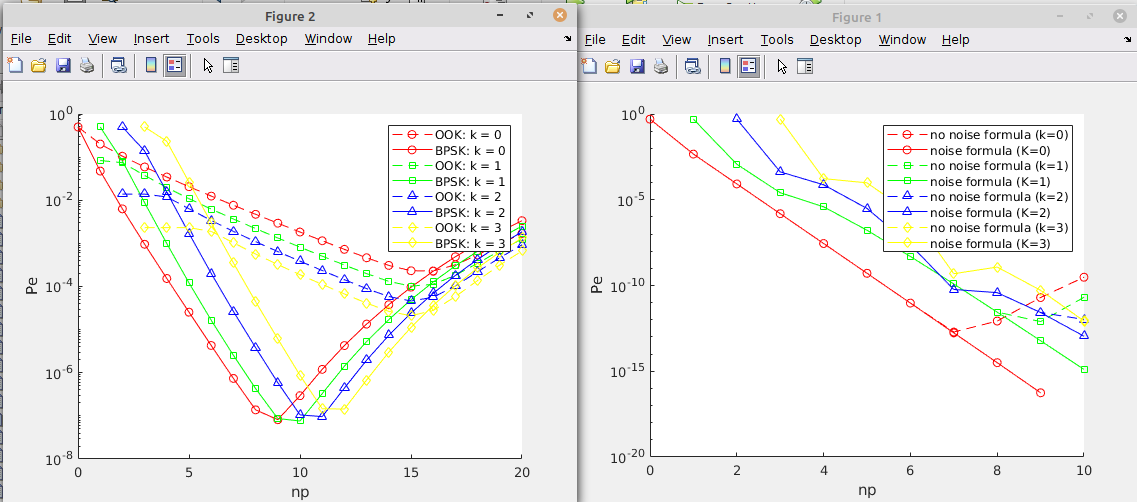 Figure 2
File Edit View Insert Tools Desktop Window Help
10^0
10^-2
10^-4
10^-6
10^-8
Pe
0 5 10 15 20
np
OOK: k = 0
BPSK: k = 0
OOK: k = 1
BPSK: k = 1
OOK: k = 2
BPSK: k = 2
OOK: k = 3
BPSK: k = 3
Figure 1
File Edit View Insert Tools Desktop Window Help
10^0
10^-5
10^-10
10^-15
10^-20
Pe
0 2 4 6 8 10
np
no noise formula (k=0)
noise formula (K=0)
no noise formula (k=1)
noise formula (K=1)
no noise formula (k=2)
noise formula (K=2)
no noise formula (k=3)
noise formula (K=3)